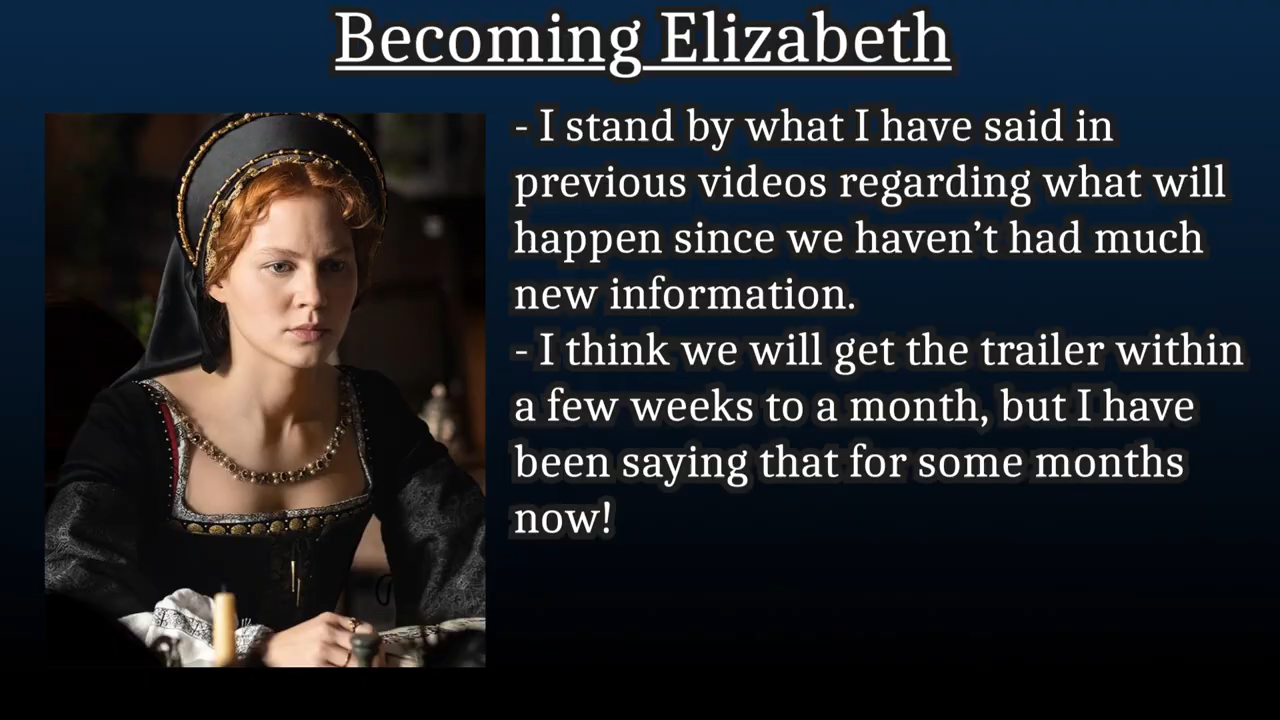 Becoming Elizabeth
- I stand by what I have said in
previous videos regarding what will
happen since we haven’t had much
new information.
- I think we will get the trailer within
a few weeks to a month, but I have
been saying that for some months
now!